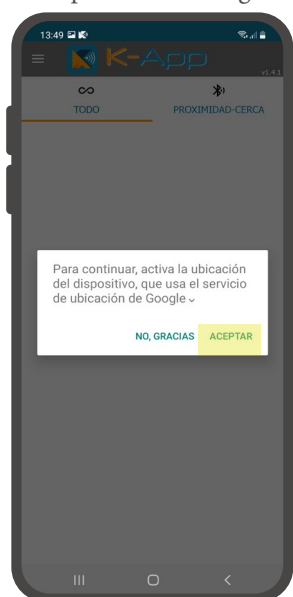 13:49
K-App
v1.4.1
TODO
PROXIMIDAD-CERCA
Para continuar, activa la ubicación
del dispositivo, que usa el servicio
de ubicación de Google
NO, GRACIAS ACEPTAR